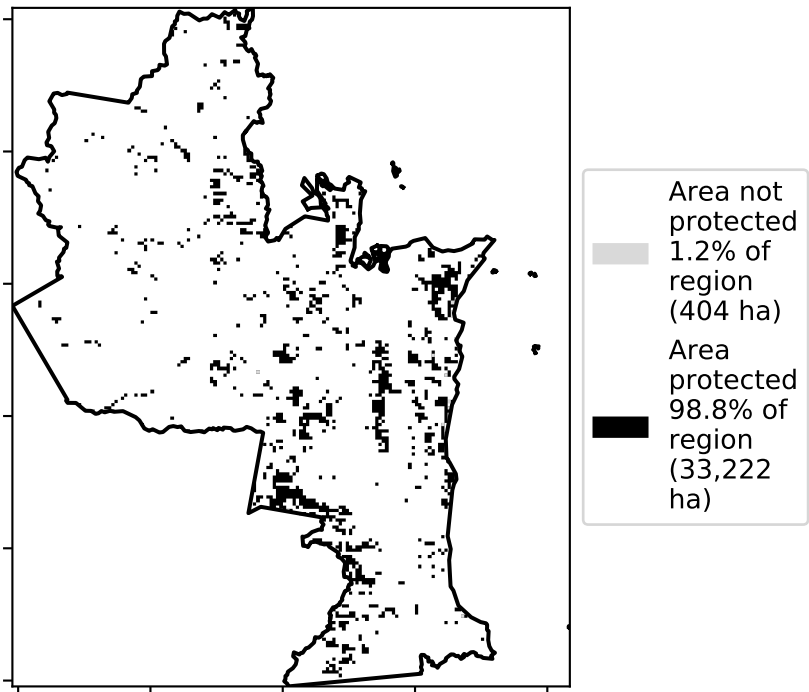 Area not
protected
1.2% of
region
(404 ha)
Area
protected
98.8% of
region
(33,222
ha)